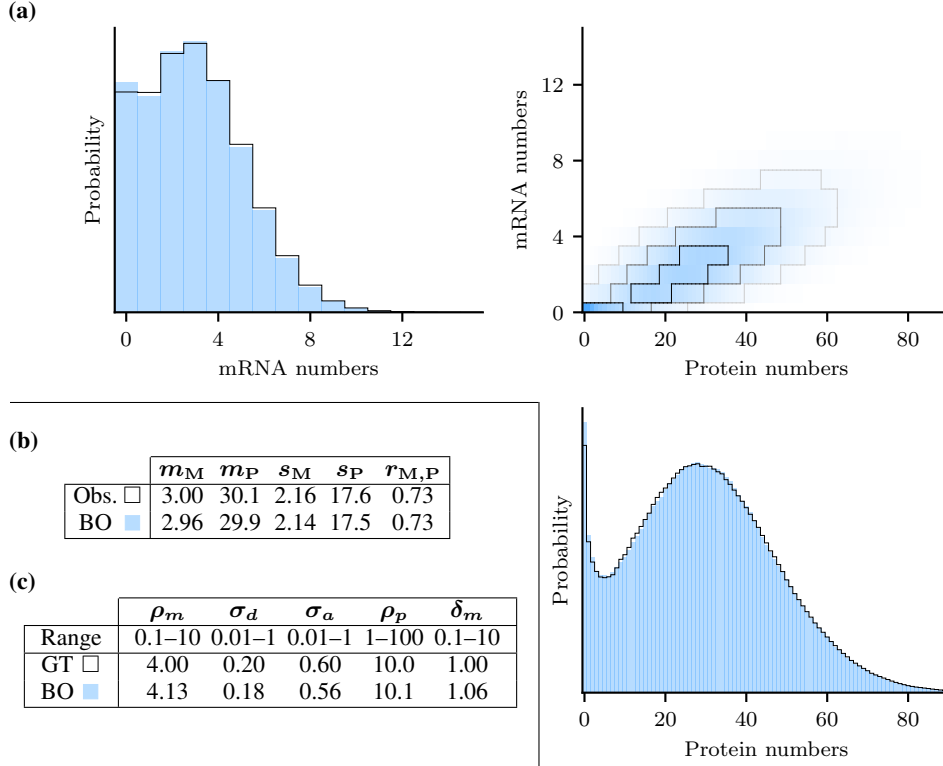 (a)
Probability
0 4 8 12
mRNA numbers
mRNA numbers
12
8
4
0
0 20 40 60 80
Protein numbers
(b)
m_M m_P s_M s_P r_M,P
Obs. □ 3.00 30.1 2.16 17.6 0.73
BO 2.96 29.9 2.14 17.5 0.73
(c)
ρ_m σ_d σ_a ρ_p δ_m
Range 0.1–10 0.01–1 0.01–1 1–100 0.1–10
GT □ 4.00 0.20 0.60 10.0 1.00
BO 4.13 0.18 0.56 10.1 1.06
Probability
0 20 40 60 80
Protein numbers